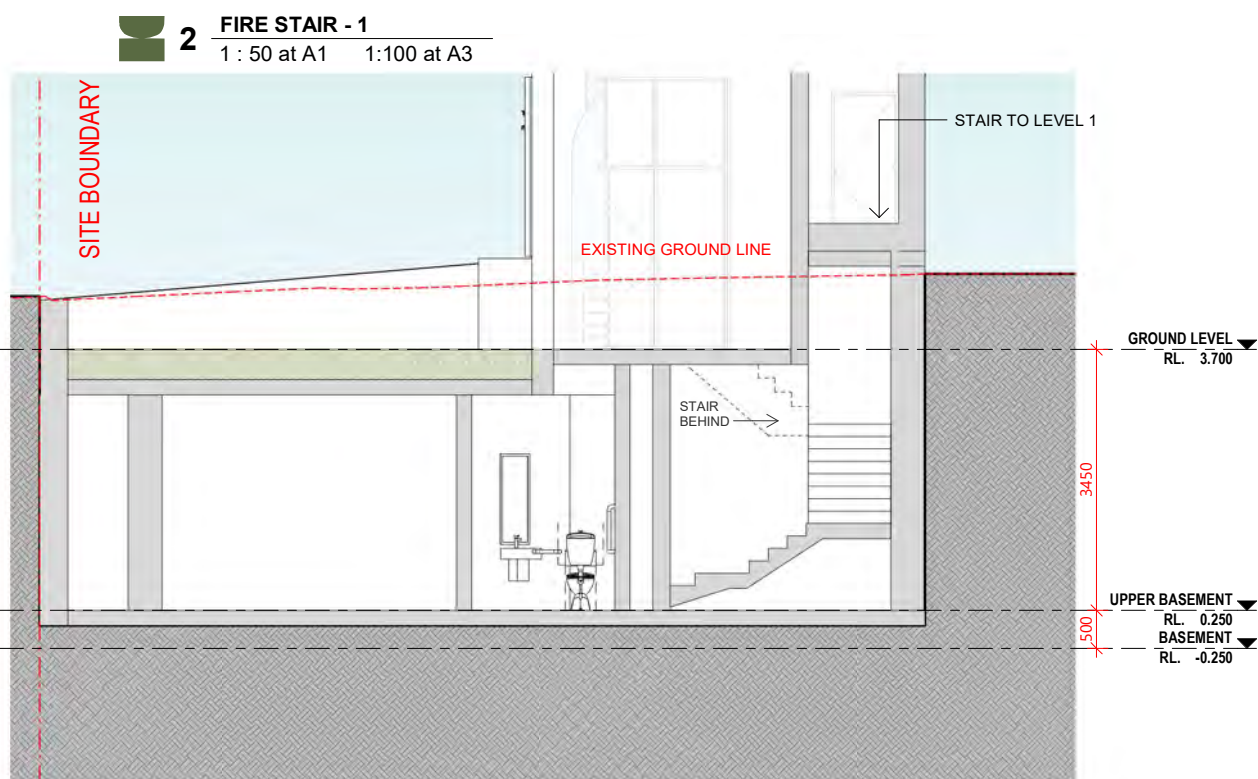 2 FIRE STAIR - 1
1 : 50 at A1 1:100 at A3
SITE BOUNDARY
STAIR TO LEVEL 1
EXISTING GROUND LINE
GROUND LEVEL
RL. 3.700
STAIR
BEHIND
3450
UPPER BASEMENT
RL. 0.250
500
BASEMENT
RL. -0.250